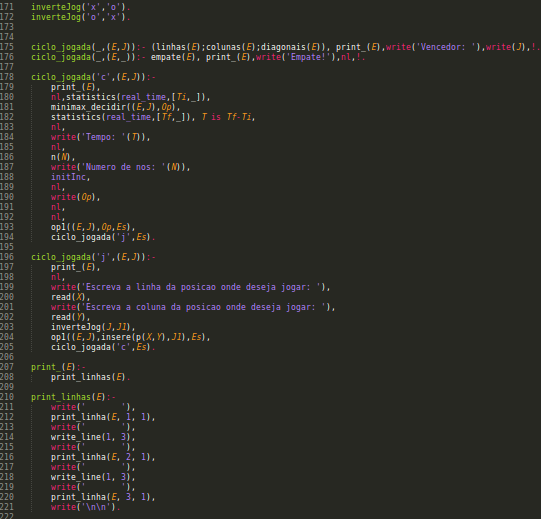 171 inverteJog('x','o').
172 inverteJog('o','x').
173
174
175 ciclo_jogada(_,(E,J)):- (linhas(E);colunas(E);diagonais(E)), print_(E),write('Vencedor: '),write(J),!.
176 ciclo_jogada(_,(E,_)):- empate(E), print_(E),write('Empate!'),nl,!.
177
178 ciclo_jogada('c',(E,J)):-
179 print_(E),
180 nl,statistics(real_time,[Ti,_]),
181 minimax_decidir((E,J),Op),
182 statistics(real_time,[Tf,_]), T is Tf-Ti,
183 nl,
184 write('Tempo: '(T)),
185 nl,
186 n(N),
187 write('Numero de nos: '(N)),
188 initInc,
189 nl,
190 write(Op),
191 nl,
192 nl,
193 op1((E,J),Op,Es),
194 ciclo_jogada('j',Es).
195
196 ciclo_jogada('j',(E,J)):-
197 print_(E),
198 nl,
199 write('Escreva a linha da posicao onde deseja jogar: '),
200 read(X),
201 write('Escreva a coluna da posicao onde deseja jogar: '),
202 read(Y),
203 inverteJog(J,J1),
204 op1((E,J),insere(p(X,Y),J1),Es),
205 ciclo_jogada('c',Es).
206
207 print_(E):-
208 print_linhas(E).
209
210 print_linhas(E):-
211 write('       '),
212 print_linha(E, 1, 1),
213 write('       '),
214 write_line(1, 3),
215 write('       '),
216 print_linha(E, 2, 1),
217 write('       '),
218 write_line(1, 3),
219 write('       '),
220 print_linha(E, 3, 1),
221 write('\n\n').
222